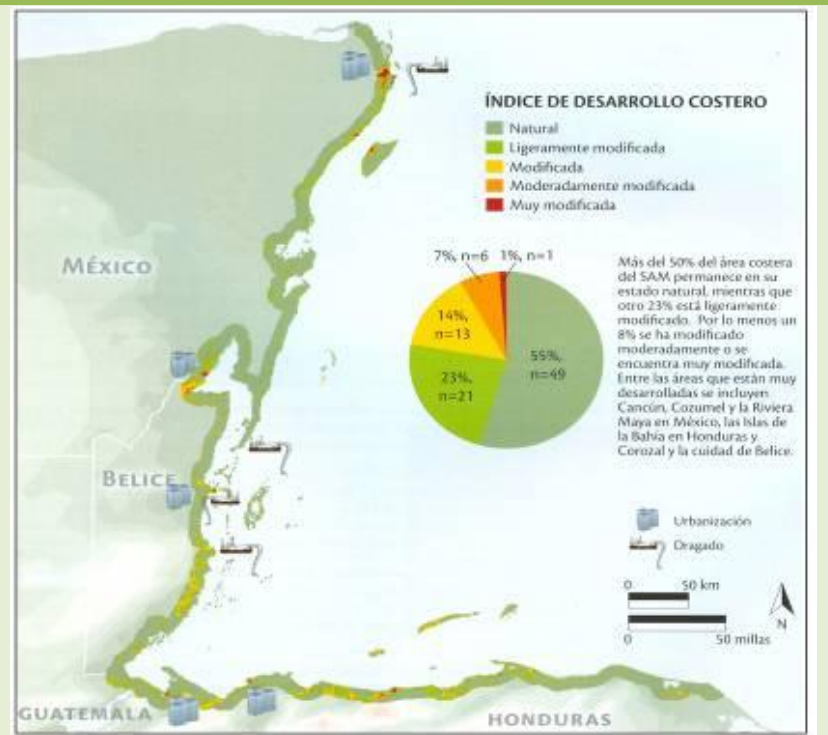 ÍNDICE DE DESARROLLO COSTERO
Natural
Ligeramente modificada
Modificada
Moderadamente modificada
Muy modificada
MÉXICO
7%, n=6
1%, n=1
14%,
n=13
55%,
n=49
23%,
n=21
Más del 50% del área costera
del SAM permanece en su
estado natural, mientras que
otro 23% está ligeramente
modificado. Por lo menos un
8% se ha modificado
moderadamente o se
encuentra muy modificada.
Entre las áreas que están muy
desarrolladas se incluyen
Cancún, Cozumel y la Riviera
Maya en México, las Islas de
la Bahía en Honduras y
Corozal y la cuidad de Belice.
BELICE
Urbanización
Dragado
0 50 km
N
0 50 millas
GUATEMALA
HONDURAS